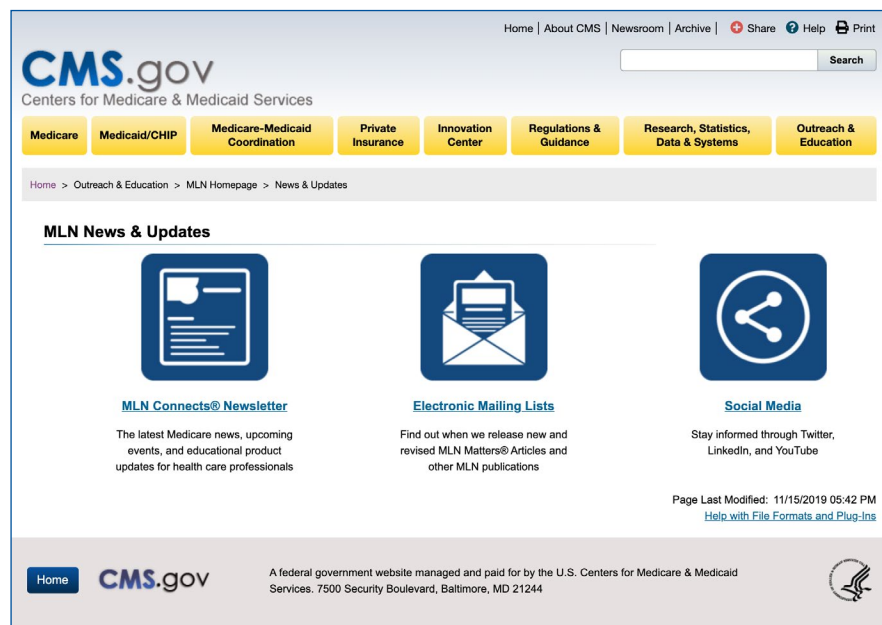 Home | About CMS | Newsroom | Archive | Share Help Print
Search
CMS.gov
Centers for Medicare & Medicaid Services
Medicare
Medicaid/CHIP
Medicare-Medicaid
Coordination
Private
Insurance
Innovation
Center
Regulations &
Guidance
Research, Statistics,
Data & Systems
Outreach &
Education
Home > Outreach & Education > MLN Homepage > News & Updates
MLN News & Updates
MLN Connects® Newsletter
The latest Medicare news, upcoming
events, and educational product
updates for health care professionals
Electronic Mailing Lists
Find out when we release new and
revised MLN Matters® Articles and
other MLN publications
Social Media
Stay informed through Twitter,
LinkedIn, and YouTube
Page Last Modified: 11/15/2019 05:42 PM
Help with File Formats and Plug-Ins
Home
CMS.gov
A federal government website managed and paid for by the U.S. Centers for Medicare & Medicaid
Services. 7500 Security Boulevard, Baltimore, MD 21244